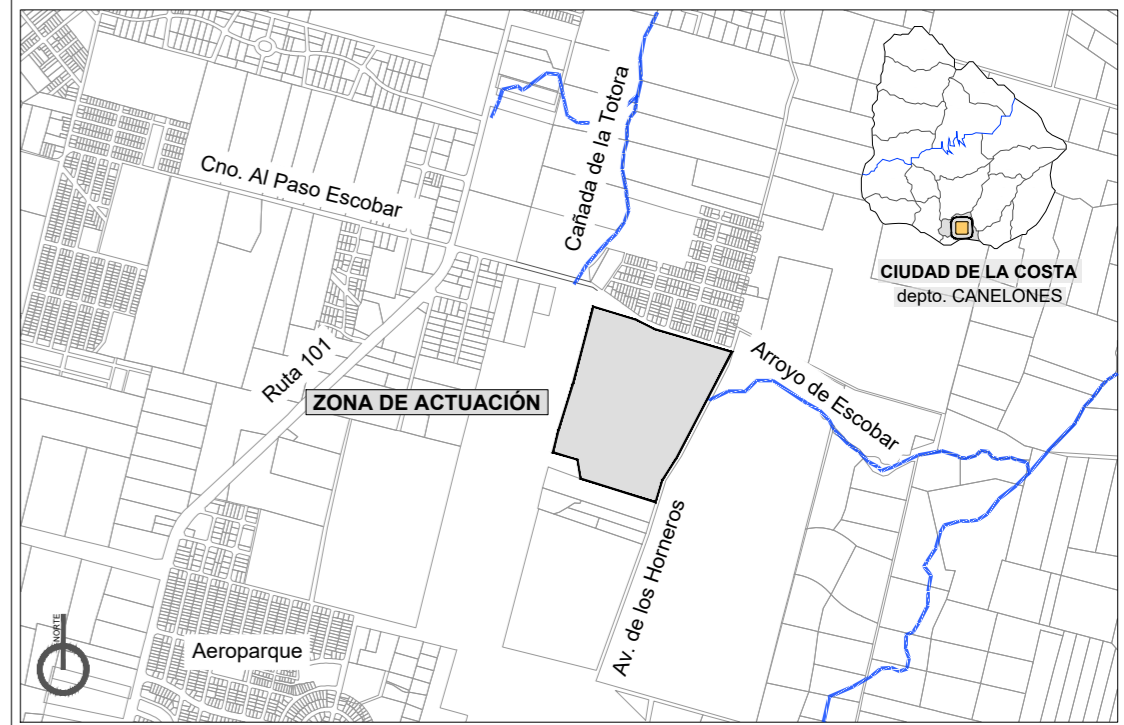 Cañada de la Totora
Cno. Al Paso Escobar
CIUDAD DE LA COSTA
depto. CANELONES
Ruta 101
ZONA DE ACTUACIÓN
Arroyo de Escobar
Av. de los Horneros
NORTE
Aeroparque